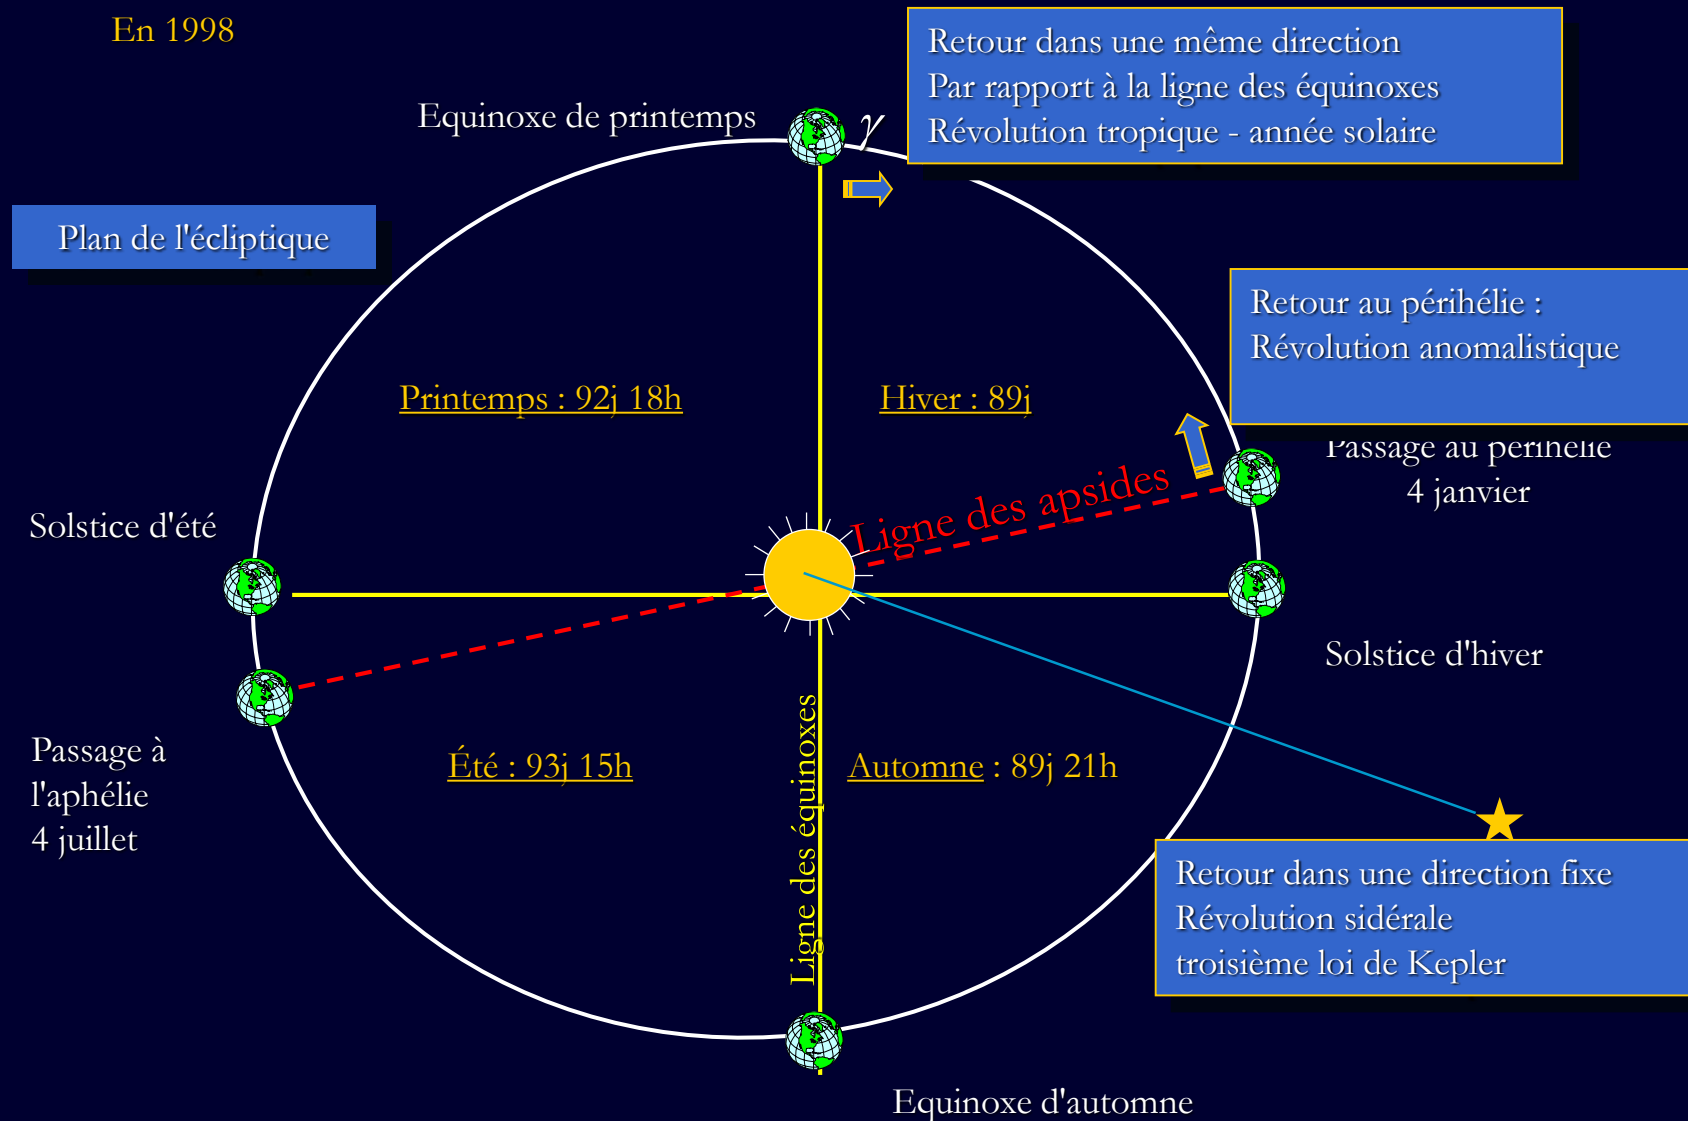 En 1998
Retour dans une même direction
Par rapport à la ligne des équinoxes
Révolution tropique - année solaire
Equinoxe de printemps
γ
Plan de l'écliptique
Retour au périhélie :
Révolution anomalistique
Printemps : 92j 18h
Hiver : 89j
Passage au périhélie
4 janvier
Ligne des apsides
Solstice d'été
Solstice d'hiver
Passage à
l'aphélie
4 juillet
Été : 93j 15h
Automne : 89j 21h
Ligne des équinoxes
Retour dans une direction fixe
Révolution sidérale
troisième loi de Kepler
Equinoxe d'automne